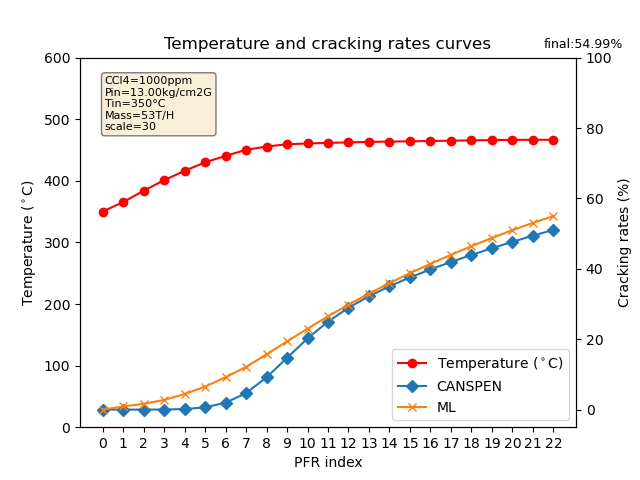 Temperature and cracking rates curves
final:54.99%
CCl4=1000ppm
Pin=13.00kg/cm2G
Tin=350°C
Mass=53T/H
scale=30
Temperature (°C)
600
500
400
300
200
100
0
Cracking rates (%)
100
80
60
40
20
0
Temperature (°C)
CANSPEN
ML
0 1 2 3 4 5 6 7 8 9 10 11 12 13 14 15 16 17 18 19 20 21 22
PFR index